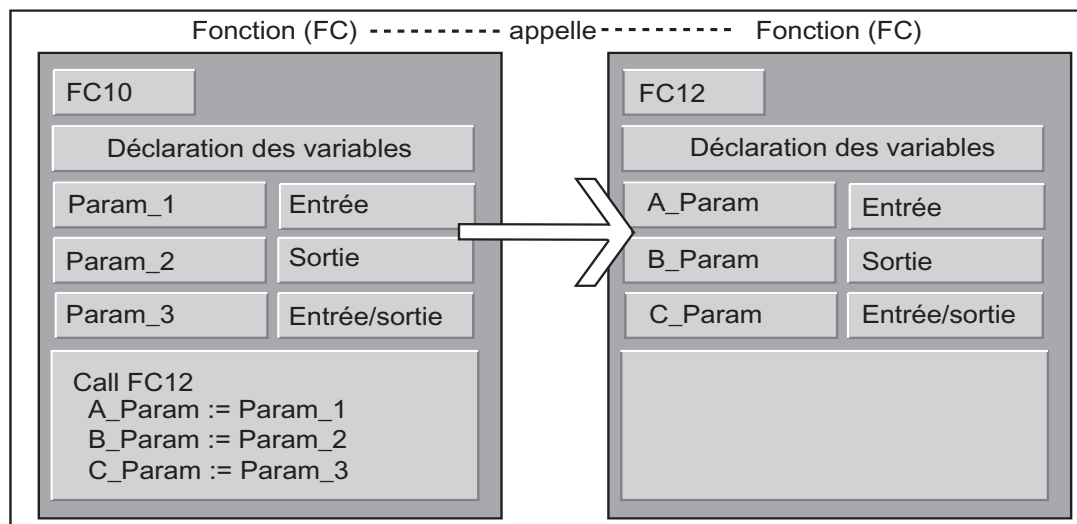 Fonction (FC) appelle Fonction (FC)
FC10
Déclaration des variables
Param_1 Entrée
Param_2 Sortie
Param_3 Entrée/sortie
Call FC12
A_Param := Param_1
B_Param := Param_2
C_Param := Param_3
FC12
Déclaration des variables
A_Param Entrée
B_Param Sortie
C_Param Entrée/sortie